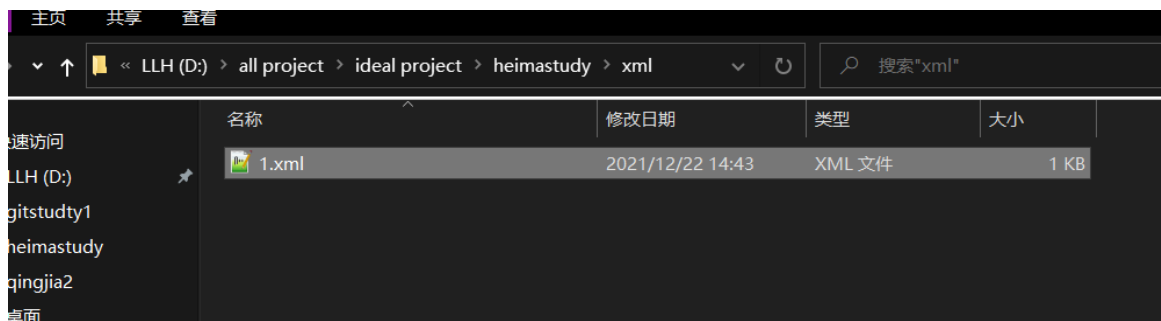 主页 共享 查看
« LLH (D:) > all project > ideal project > heimastudy > xml 搜索"xml"
名称 修改日期 类型 大小
速访问
1.xml 2021/12/22 14:43 XML 文件 1 KB
LLH (D:)
gitstudty1
heimastudy
qingjia2
桌面